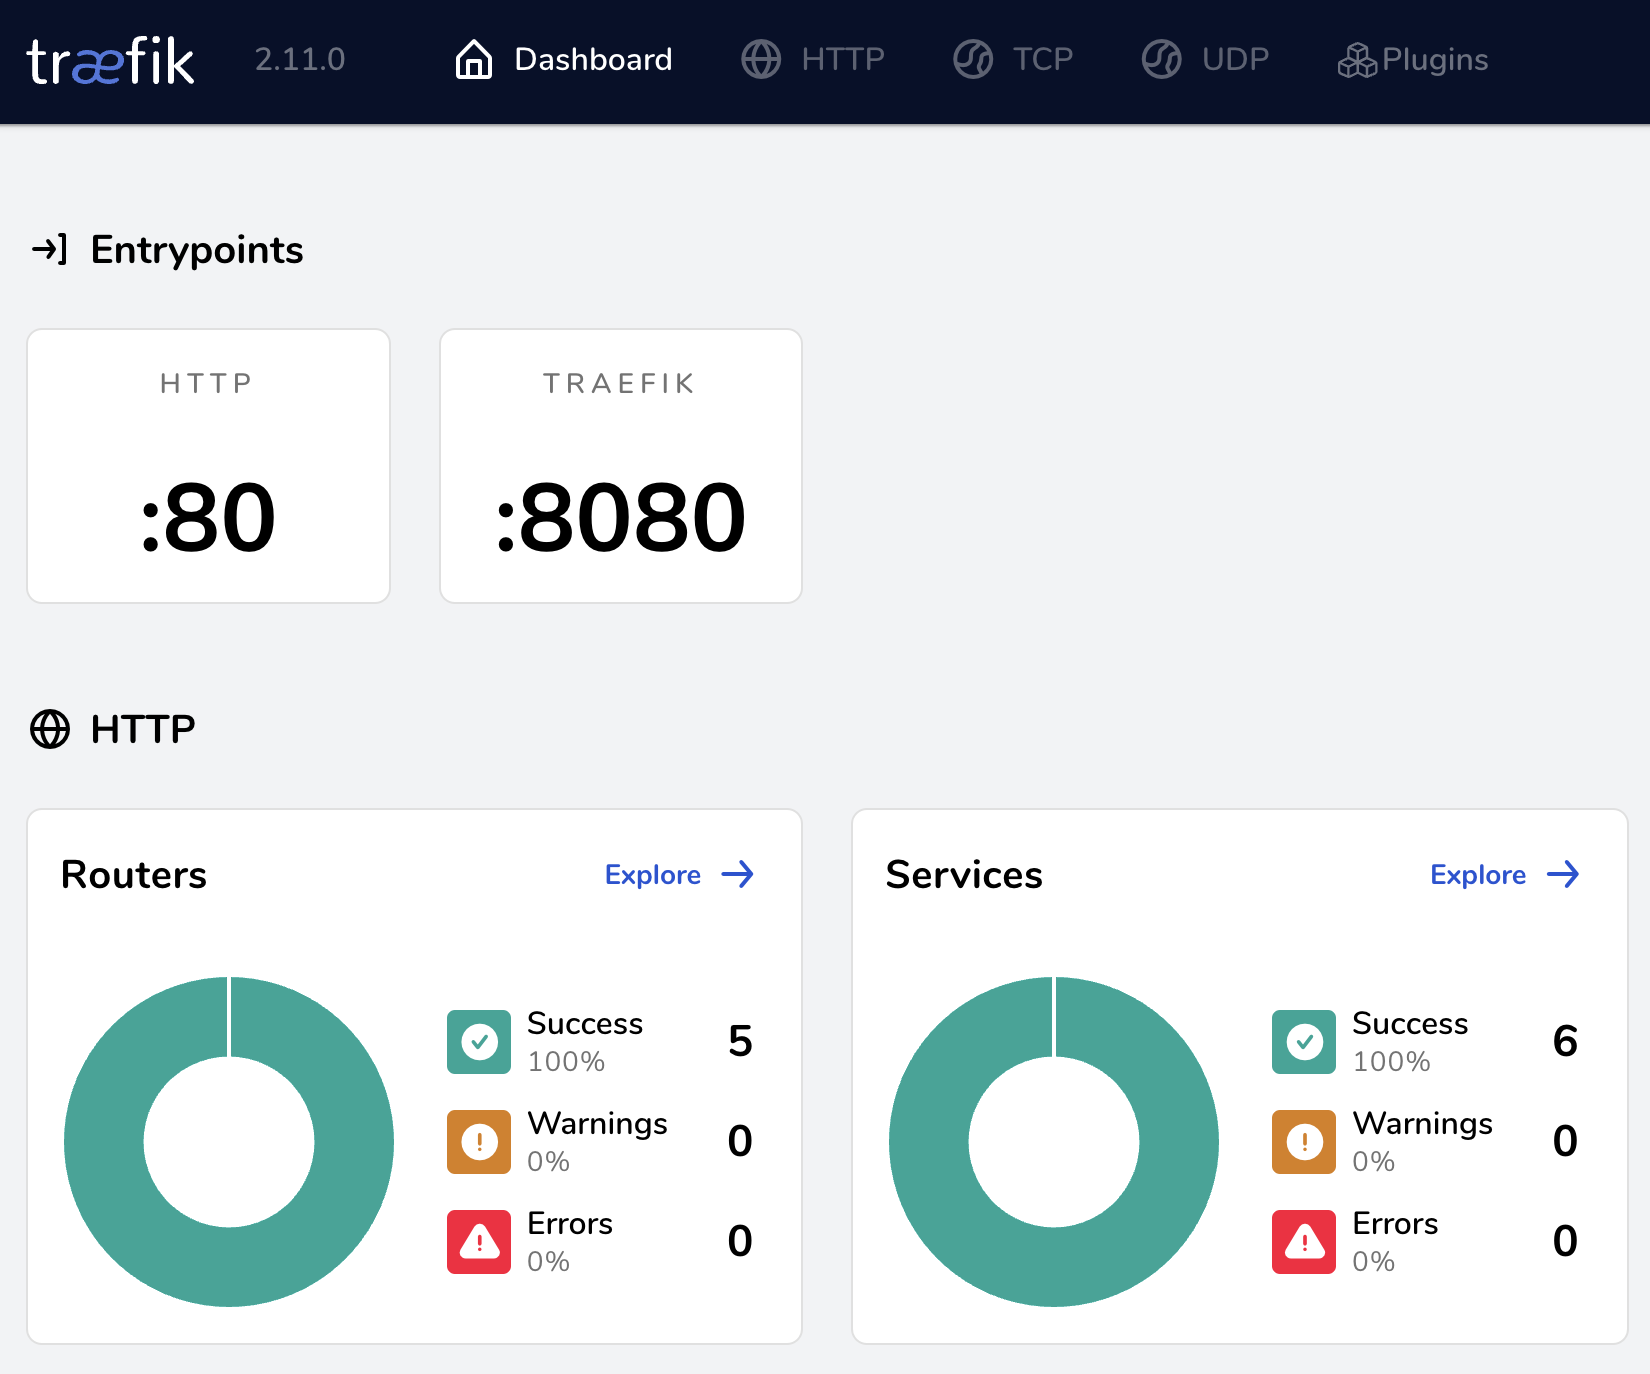 træfik 2.11.0 Dashboard HTTP TCP UDP Plugins
Entrypoints
HTTP
:80
TRAEFIK
:8080
HTTP
Routers Explore
Success 5
100%
Warnings 0
0%
Errors 0
0%
Services Explore
Success 6
100%
Warnings 0
0%
Errors 0
0%